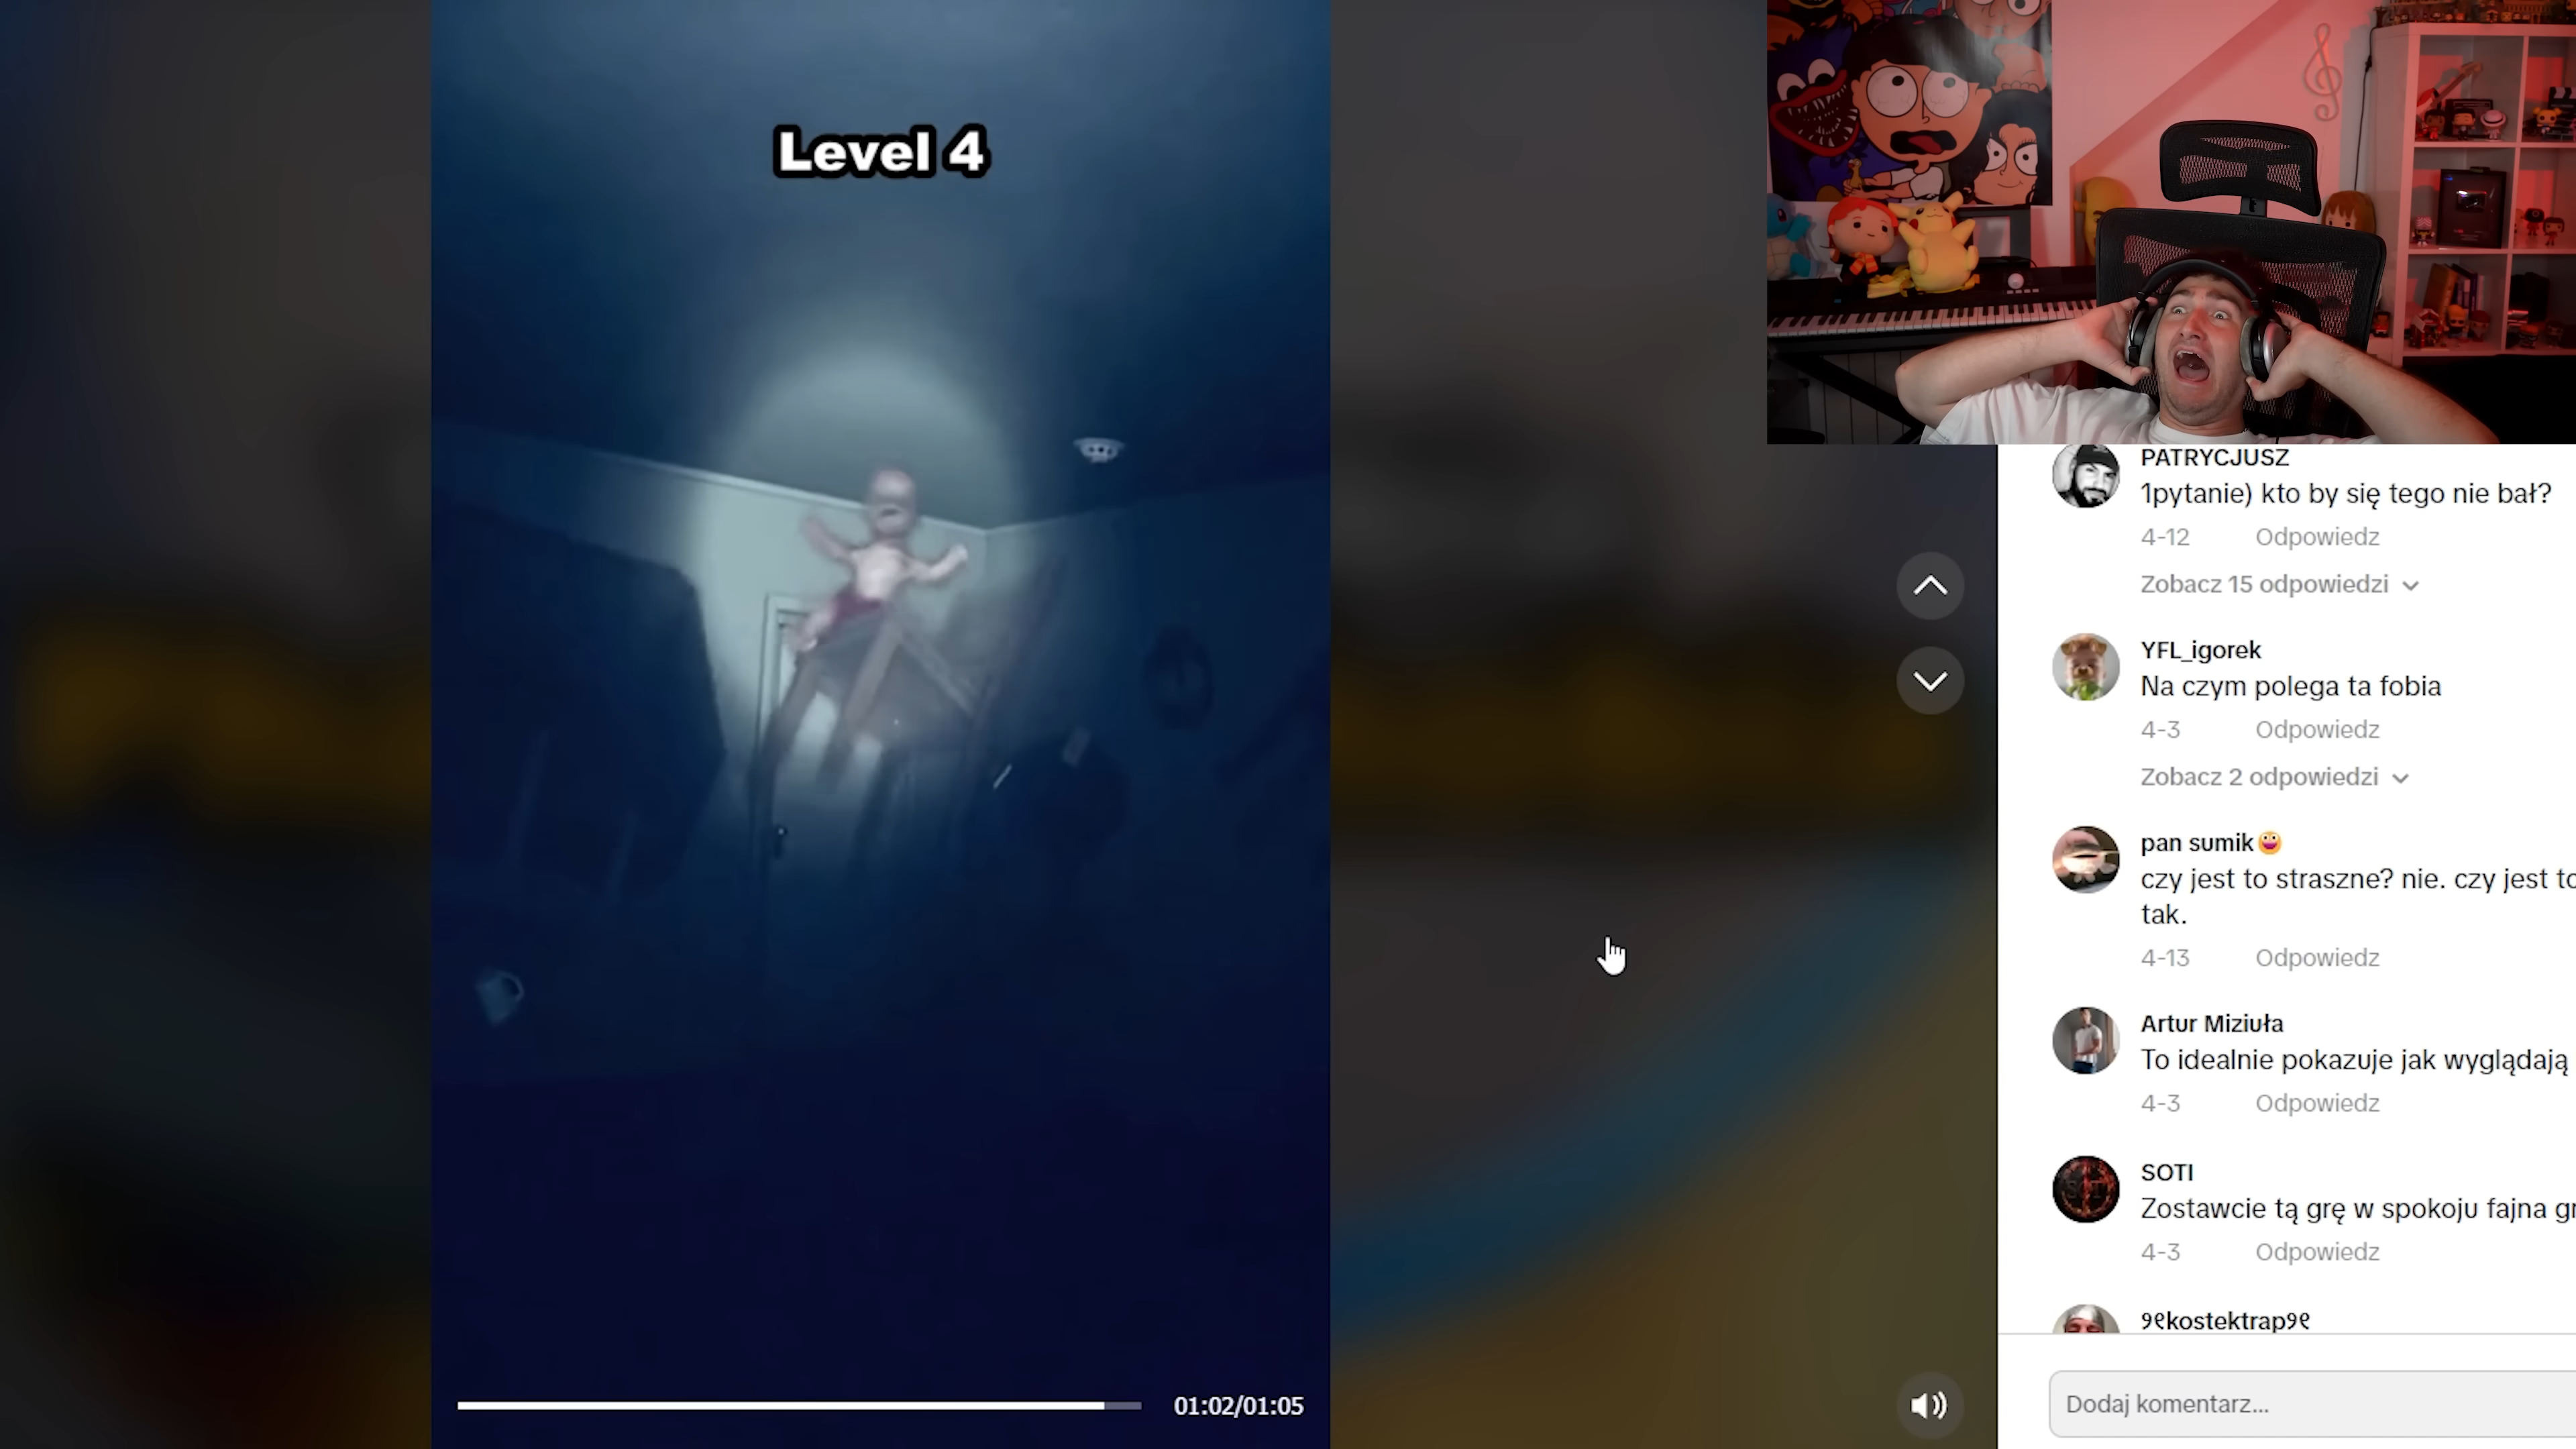 Level 4
01:02/01:05
PATRYCJUSZ
1pytanie) kto by się tego nie bał?
4-12 Odpowiedz
Zobacz 15 odpowiedzi
YFL_igorek
Na czym polega ta fobia
4-3 Odpowiedz
Zobacz 2 odpowiedzi
pan sumik😀
czy jest to straszne? nie. czy jest to
tak.
4-13 Odpowiedz
Artur Miziuła
To idealnie pokazuje jak wyglądają
4-3 Odpowiedz
SOTI
Zostawcie tą grę w spokoju fajna
4-3 Odpowiedz
୨୧kostektrap୨୧
Dodaj komentarz...